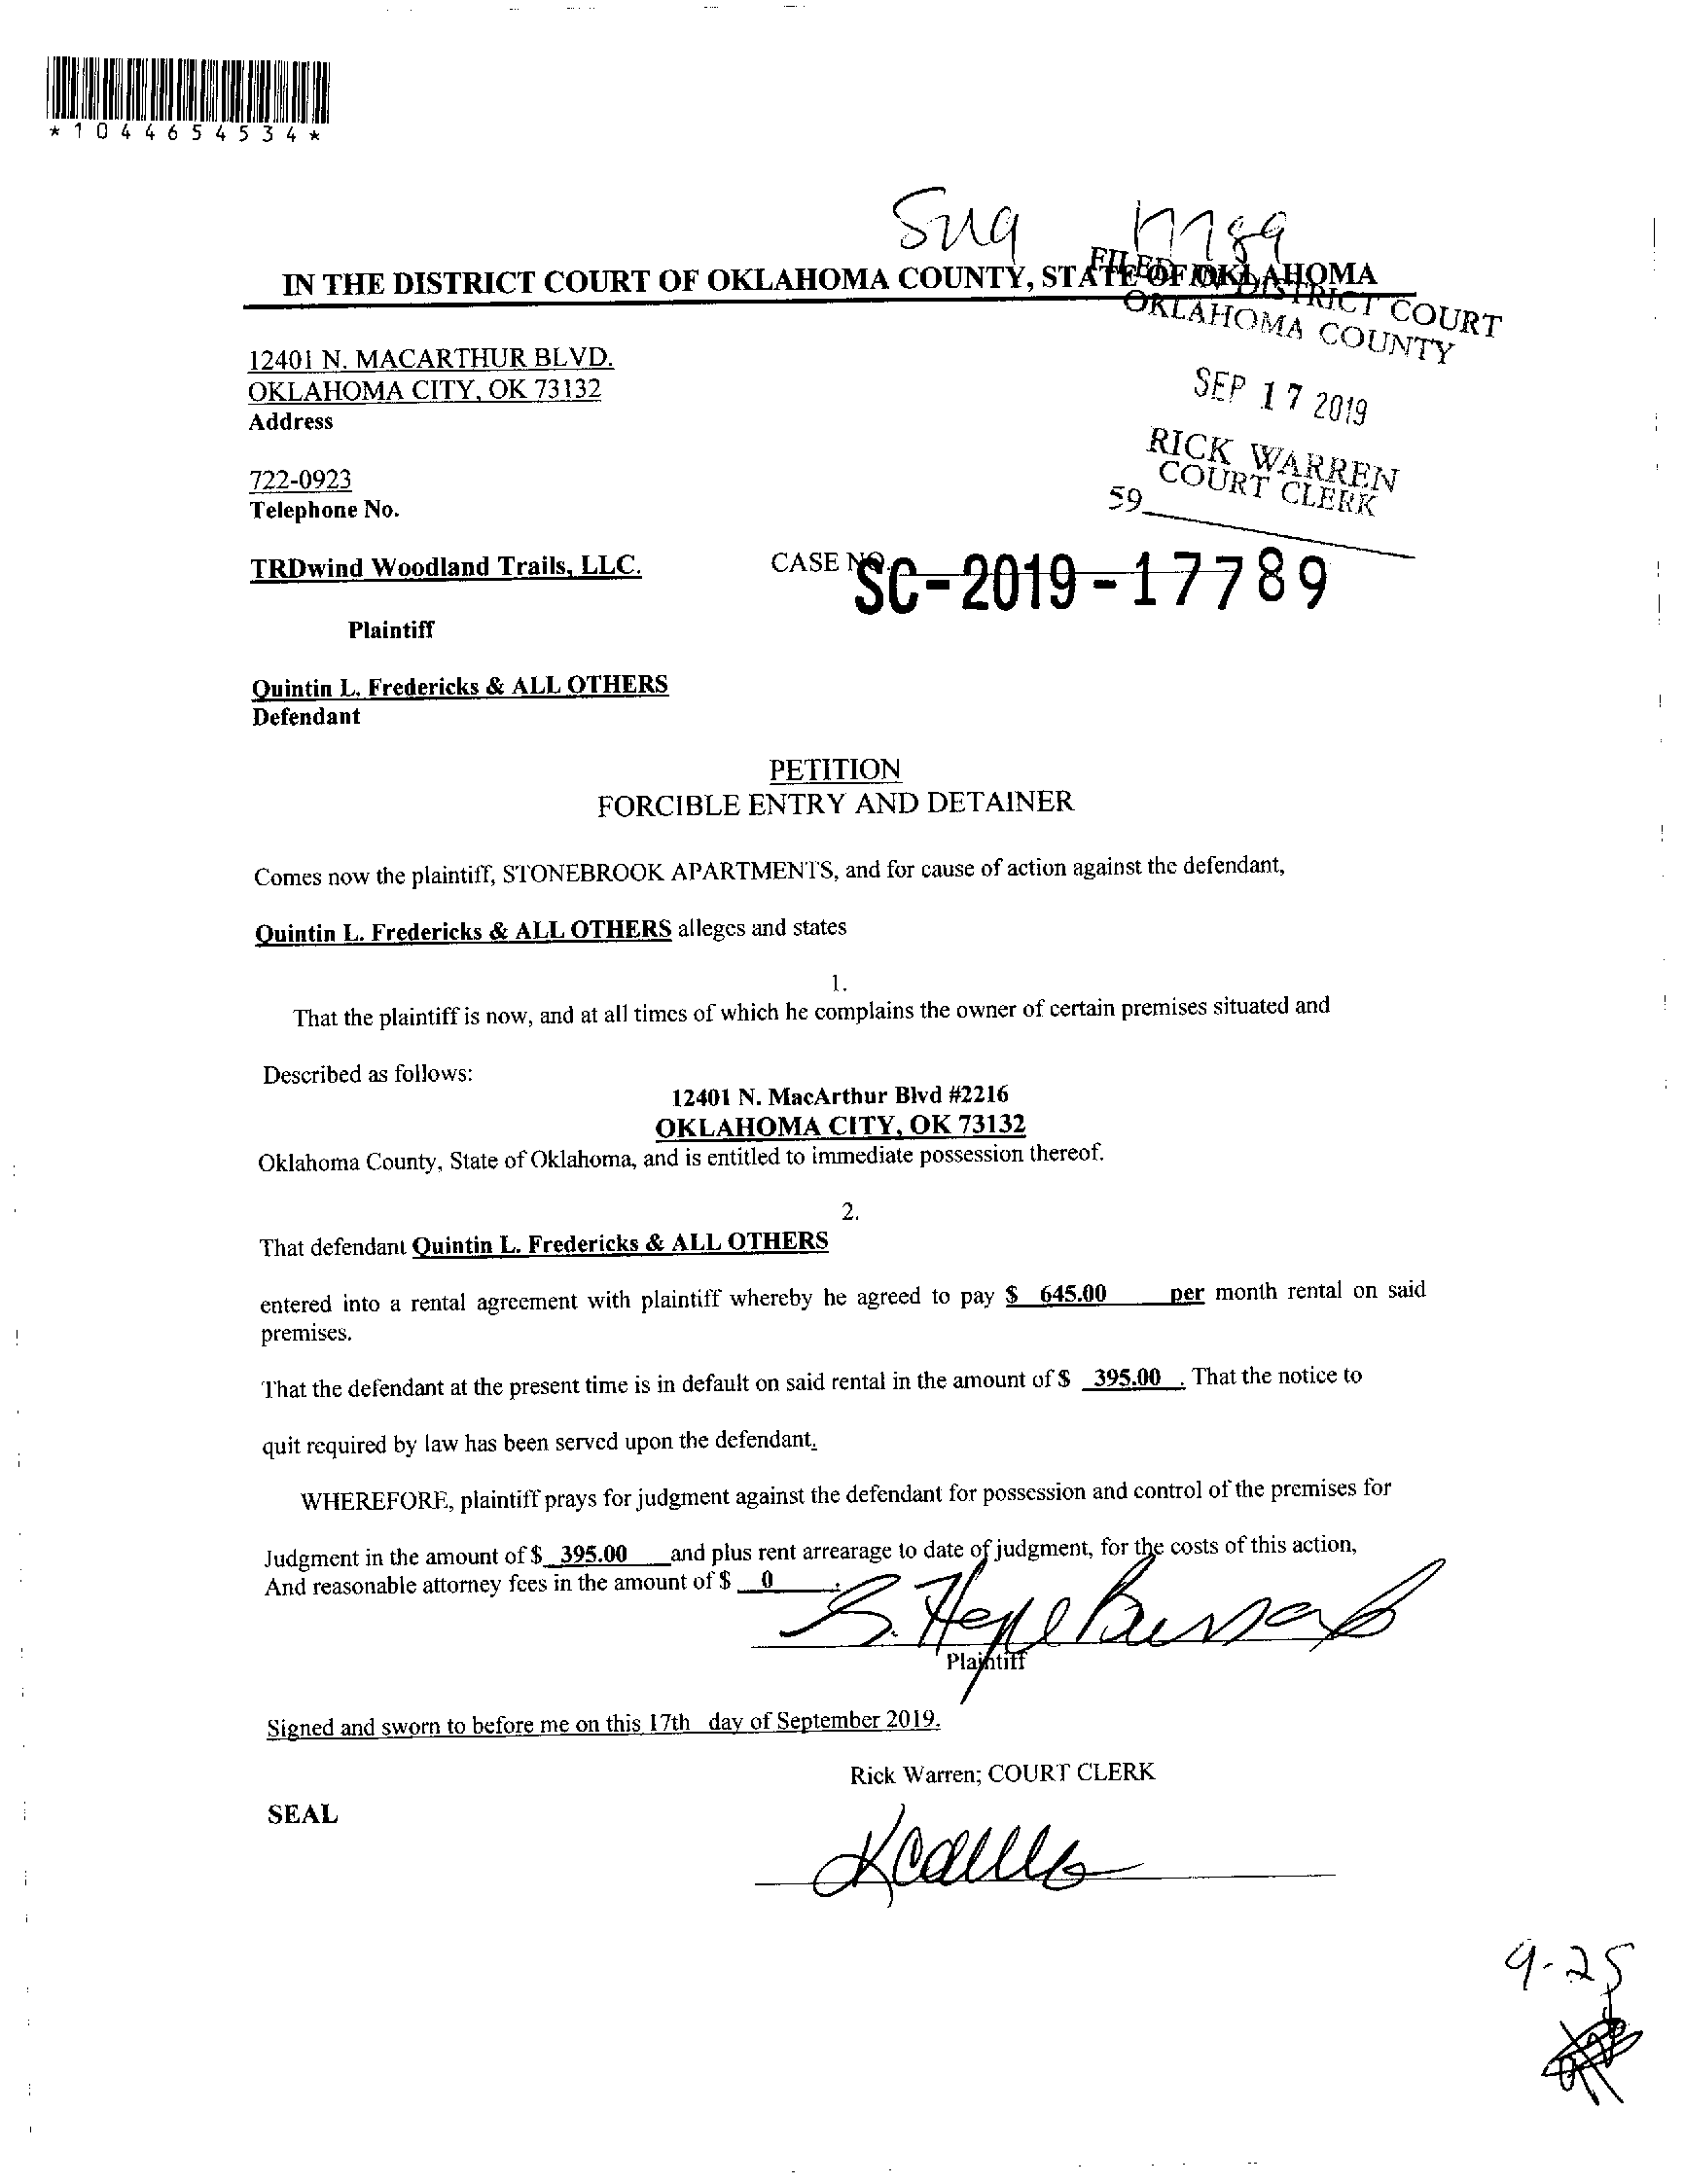 *1044654534*
17789
IN THE DISTRICT COURT OF OKLAHOMA COUNTY, STATE OF OKLAHOMA
FILED IN DISTRICT COURT
OKLAHOMA COUNTY
12401 N. MACARTHUR BLVD.
OKLAHOMA CITY, OK 73132
Address
SEP 17 2019
RICK WARREN
COURT CLERK
722-0923
Telephone No.
59
TRDwind Woodland Trails, LLC.
CASE NO. SC-2019-17789
Plaintiff
Quintin L. Fredericks & ALL OTHERS
Defendant
PETITION
FORCIBLE ENTRY AND DETAINER
Comes now the plaintiff, STONEBROOK APARTMENTS, and for cause of action against the defendant,
Quintin L. Fredericks & ALL OTHERS alleges and states
1.
That the plaintiff is now, and at all times of which he complains the owner of certain premises situated and
Described as follows:
12401 N. MacArthur Blvd #2216
OKLAHOMA CITY, OK 73132
Oklahoma County, State of Oklahoma, and is entitled to immediate possession thereof.
2.
That defendant Quintin L. Fredericks & ALL OTHERS
entered into a rental agreement with plaintiff whereby he agreed to pay $ 645.00 per month rental on said
premises.
That the defendant at the present time is in default on said rental in the amount of $ 395.00 . That the notice to
quit required by law has been served upon the defendant.
WHEREFORE, plaintiff prays for judgment against the defendant for possession and control of the premises for
Judgment in the amount of $ 395.00 and plus rent arrearage to date of judgment, for the costs of this action,
And reasonable attorney fees in the amount of $ 0 .
Plaintiff
Signed and sworn to before me on this 17th day of September 2019.
Rick Warren; COURT CLERK
SEAL
9-25